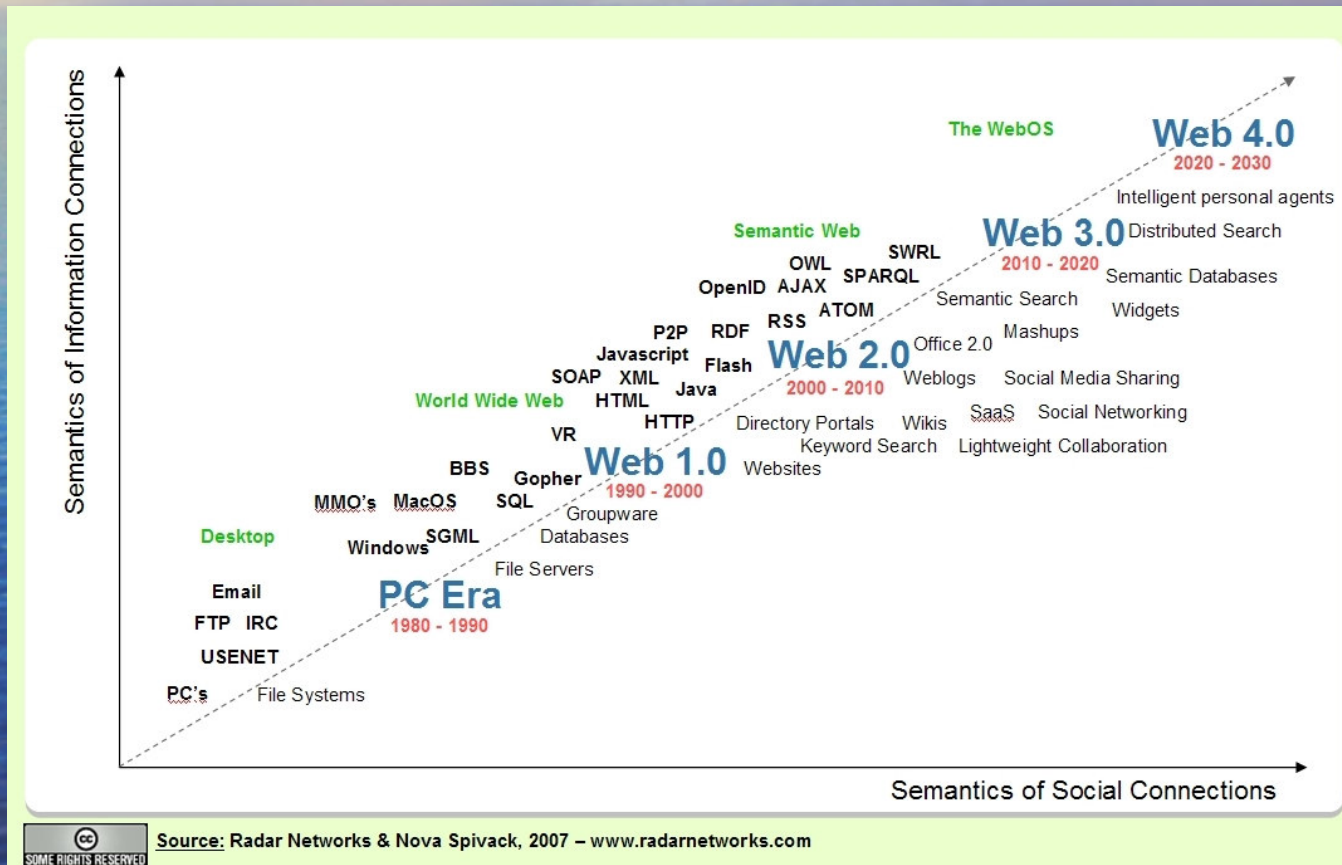 Semantics of Information Connections
The WebOS
Web 4.0
2020 - 2030
Intelligent personal agents
Semantic Web
Web 3.0
Distributed Search
2010 - 2020
SWRL
OWL
SPARQL
Semantic Databases
OpenID
AJAX
Semantic Search
Widgets
ATOM
RSS
P2P
RDF
Mashups
Office 2.0
Javascript
Web 2.0
Flash
2000 - 2010
SOAP
XML
Java
Weblogs
Social Media Sharing
World Wide Web
HTML
SaaS
Social Networking
HTTP
Directory Portals
Wikis
VR
Keyword Search
Lightweight Collaboration
Web 1.0
Websites
BBS
Gopher
1990 - 2000
MMO's
MacOS
SQL
Groupware
Desktop
Windows
SGML
Databases
File Servers
Email
PC Era
1980 - 1990
FTP
IRC
USENET
PC's
File Systems
Semantics of Social Connections
cc
SOME RIGHTS RESERVED
Source: Radar Networks & Nova Spivack, 2007 – www.radarnetworks.com